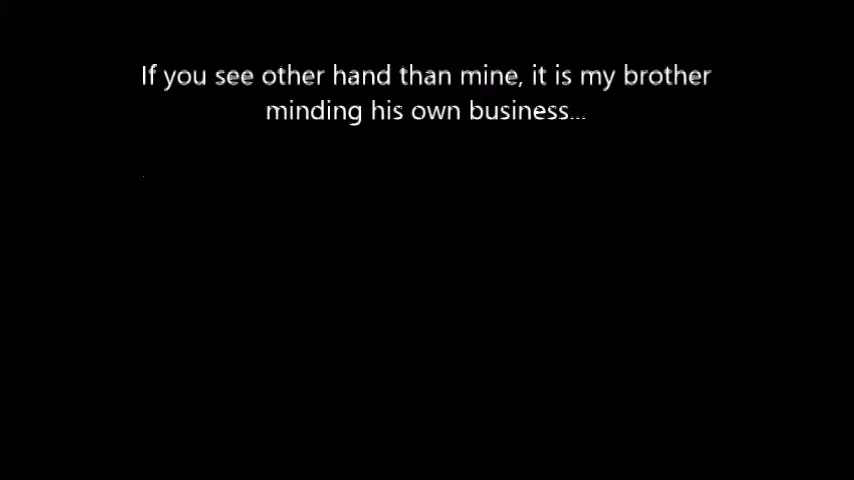 If you see other hand than mine, it is my brother
minding his own business...